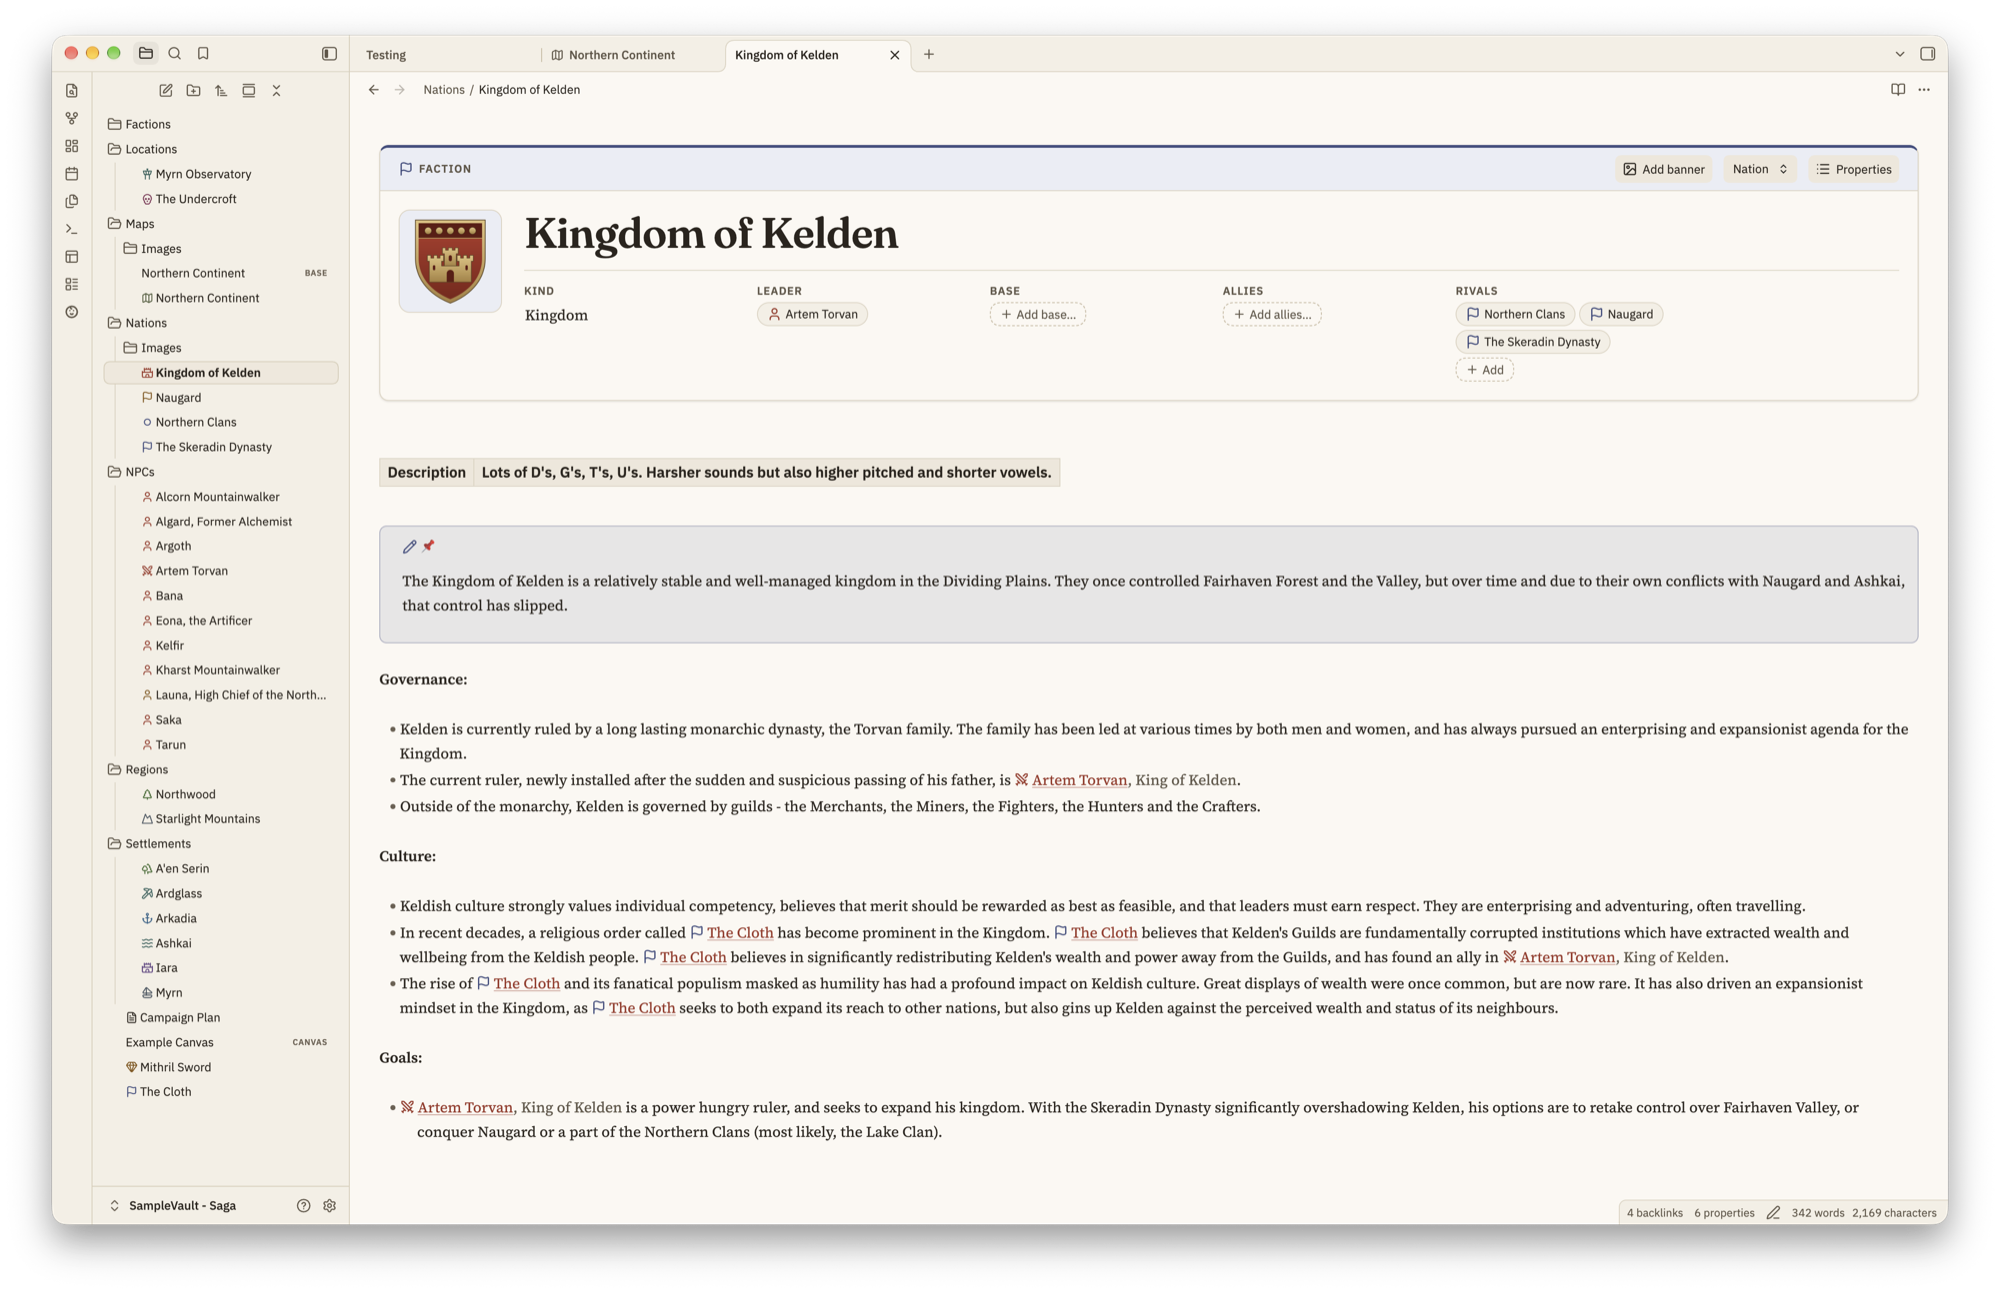 Testing
Northern Continent
Kingdom of Kelden
Nations / Kingdom of Kelden
Factions
Locations
Myrn Observatory
The Undercroft
Maps
Images
Northern Continent BASE
Northern Continent
Nations
Images
Kingdom of Kelden
Naugard
Northern Clans
The Skeradin Dynasty
NPCs
Alcorn Mountainwalker
Algard, Former Alchemist
Argoth
Artem Torvan
Bana
Eona, the Artificer
Kelfir
Kharst Mountainwalker
Launa, High Chief of the North...
Saka
Tarun
Regions
Northwood
Starlight Mountains
Settlements
A'en Serin
Ardglass
Arkadia
Ashkai
Iara
Myrn
Campaign Plan
Example Canvas CANVAS
Mithril Sword
The Cloth
SampleVault - Saga
FACTION
Add banner
Nation
Properties
Kingdom of Kelden
KIND
Kingdom
LEADER
Artem Torvan
BASE
+ Add base...
ALLIES
+ Add allies...
RIVALS
Northern Clans
Naugard
The Skeradin Dynasty
+ Add
Description Lots of D's, G's, T's, U's. Harsher sounds but also higher pitched and shorter vowels.
The Kingdom of Kelden is a relatively stable and well-managed kingdom in the Dividing Plains. They once controlled Fairhaven Forest and the Valley, but over time and due to their own conflicts with Naugard and Ashkai,
that control has slipped.
Governance:
• Kelden is currently ruled by a long lasting monarchic dynasty, the Torvan family. The family has been led at various times by both men and women, and has always pursued an enterprising and expansionist agenda for the
Kingdom.
• The current ruler, newly installed after the sudden and suspicious passing of his father, is Artem Torvan, King of Kelden.
• Outside of the monarchy, Kelden is governed by guilds - the Merchants, the Miners, the Fighters, the Hunters and the Crafters.
Culture:
• Keldish culture strongly values individual competency, believes that merit should be rewarded as best as feasible, and that leaders must earn respect. They are enterprising and adventuring, often travelling.
• In recent decades, a religious order called The Cloth has become prominent in the Kingdom. The Cloth believes that Kelden's Guilds are fundamentally corrupted institutions which have extracted wealth and
wellbeing from the Keldish people. The Cloth believes in significantly redistributing Kelden's wealth and power away from the Guilds, and has found an ally in Artem Torvan, King of Kelden.
• The rise of The Cloth and its fanatical populism masked as humility has had a profound impact on Keldish culture. Great displays of wealth were once common, but are now rare. It has also driven an expansionist
mindset in the Kingdom, as The Cloth seeks to both expand its reach to other nations, but also gins up Kelden against the perceived wealth and status of its neighbours.
Goals:
• Artem Torvan, King of Kelden is a power hungry ruler, and seeks to expand his kingdom. With the Skeradin Dynasty significantly overshadowing Kelden, his options are to retake control over Fairhaven Valley, or
conquer Naugard or a part of the Northern Clans (most likely, the Lake Clan).
4 backlinks 6 properties 342 words 2,169 characters